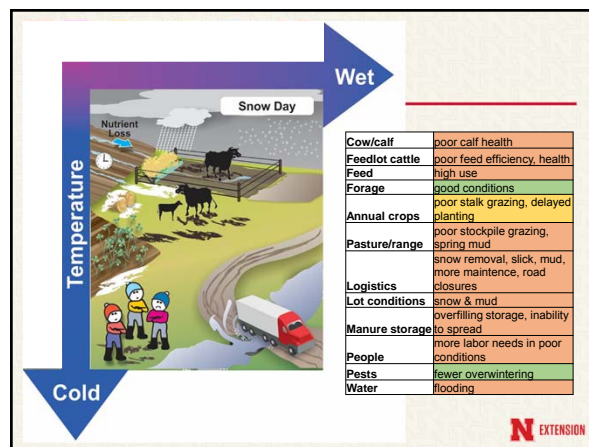 Wet
Snow Day
Nutrient
Loss
Temperature
Cold
Cow/calf poor calf health
Feedlot cattle poor feed efficiency, health
Feed high use
Forage good conditions
Annual crops poor stalk grazing, delayed
planting
Pasture/range poor stockpile grazing,
spring mud
Logistics snow removal, slick, mud,
more maintence, road
closures
Lot conditions snow & mud
Manure storage overfilling storage, inability
to spread
People more labor needs in poor
conditions
Pests fewer overwintering
Water flooding
N EXTENSION